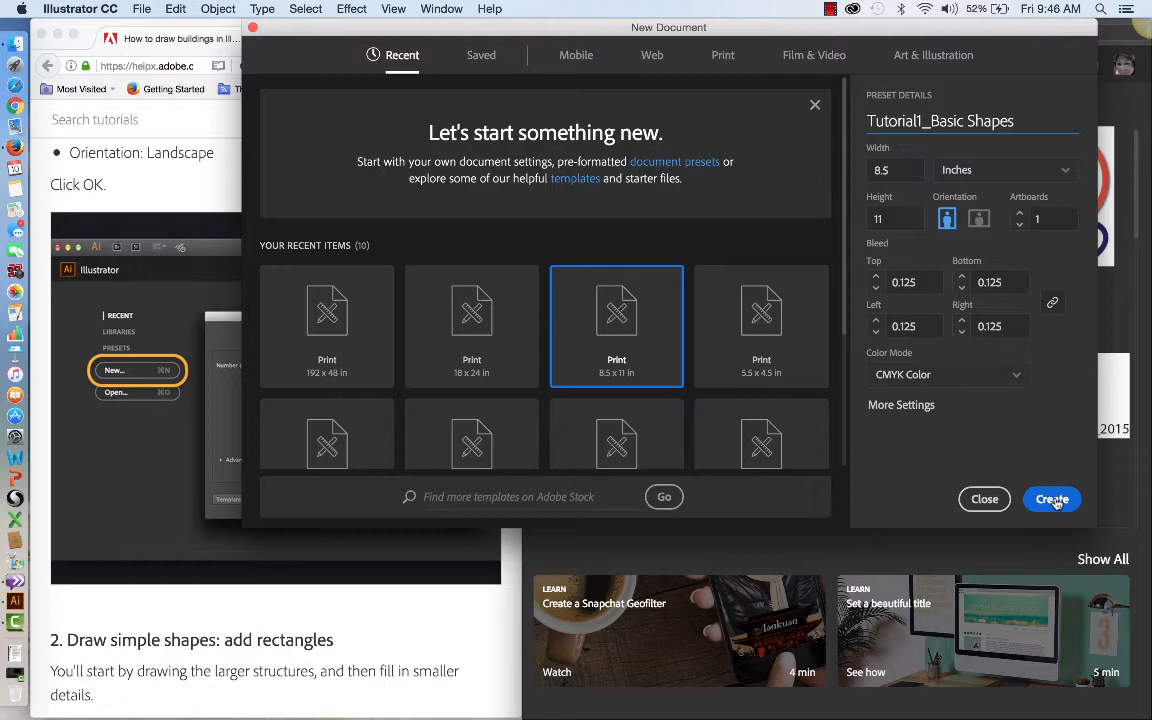 Illustrator CC File Edit Object Type Select Effect View Window Help
52% Fri 9:46 AM
How to draw buildings in Ill...
https://helpx.adobe.c
Most Visited
Getting Started
Search tutorials
Orientation: Landscape
Click OK.
Ai
Br
St
Ai Illustrator
RECENT
LIBRARIES
PRESETS
New... ⌘N
Open... ⌘O
Template
2. Draw simple shapes: add rectangles
You'll start by drawing the larger structures, and then fill in smaller
details.
New Document
Recent Saved Mobile Web Print Film & Video Art & Illustration
Let's start something new.
Start with your own document settings, pre-formatted document presets or
explore some of our helpful templates and starter files.
YOUR RECENT ITEMS (10)
Print
192 x 48 in
Print
18 x 24 in
Print
8.5 x 11 in
Print
5.5 x 4.5 in
Find more templates on Adobe Stock
Go
PRESET DETAILS
Tutorial1_Basic Shapes
Width
8.5 Inches
Height Orientation Artboards
11 1
Bleed
Top Bottom
0.125 0.125
Left Right
0.125 0.125
Color Mode
CMYK Color
More Settings
Close Create
_2015
Show All
LEARN
Create a Snapchat Geofilter
Watch 4 min
LEARN
Set a beautiful title
3
See how 5 min